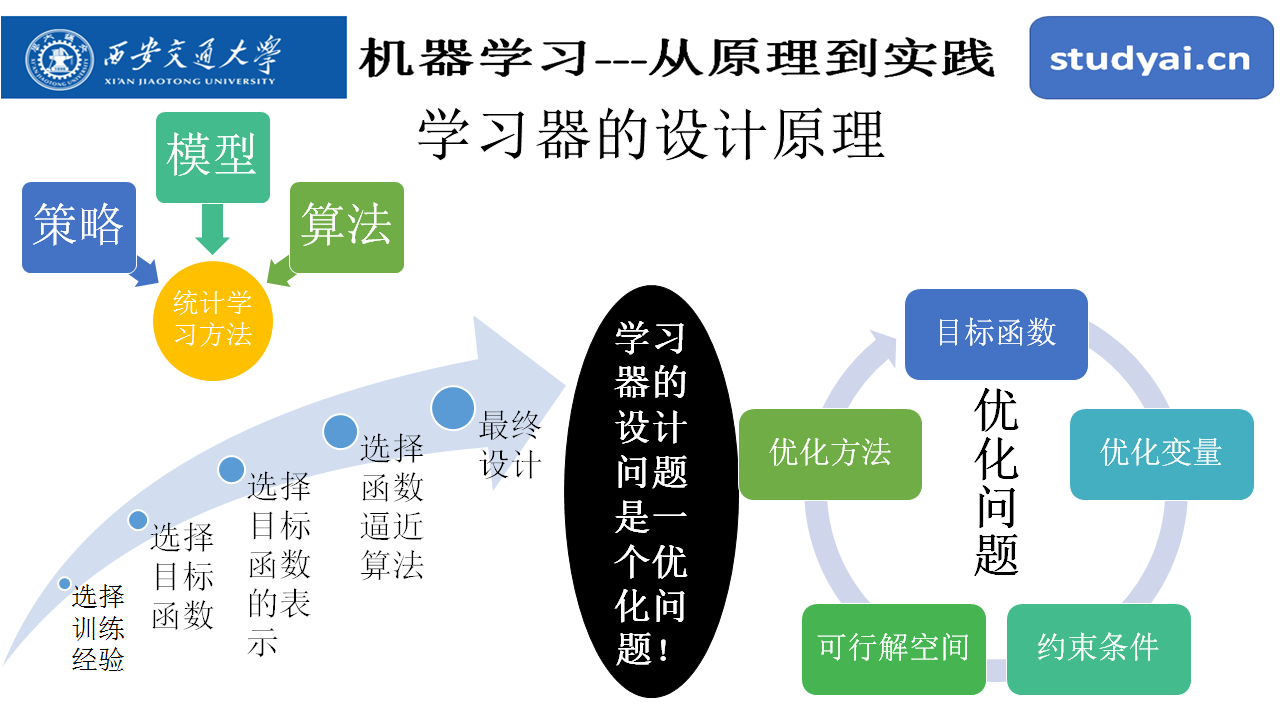 西安交通大学
XI'AN JIAOTONG UNIVERSITY
机器学习---从原理到实践
studyai.cn
学习器的设计原理
模型
策略
算法
统计学
习方法
选择
训练
经验
选择
目标
函数
选择
目标
函数
的表
示
选择
函数
逼近
算法
最终
设计
学习
器的
设计
问题
是一
个优
化问
题！
目标函数
优化变量
约束条件
可行解空间
优化方法
优
化
问
题